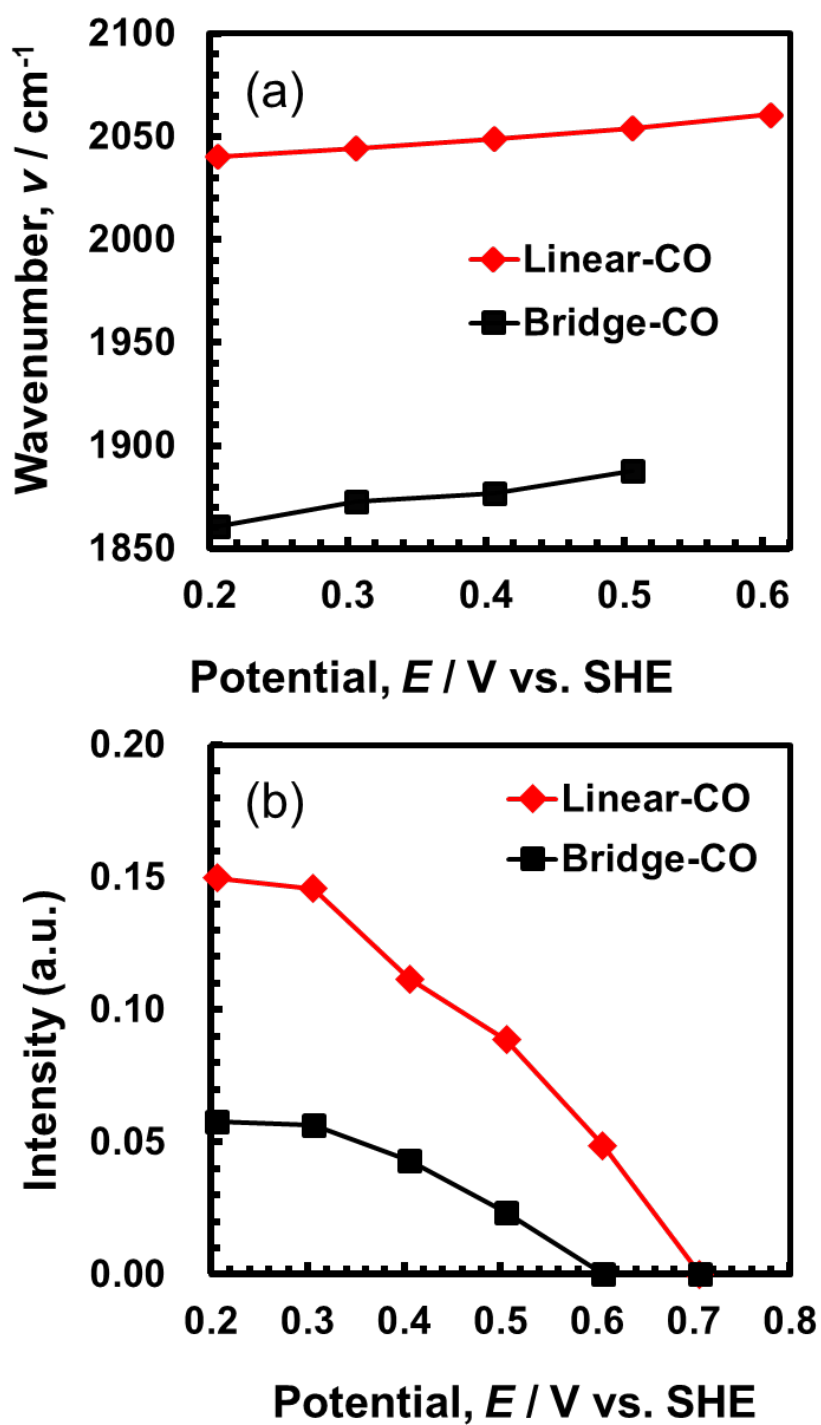 2100
2050
2000
1950
1900
1850
Wavenumber, ν / cm⁻¹
(a)
Linear-CO
Bridge-CO
0.2 0.3 0.4 0.5 0.6
Potential, E / V vs. SHE
0.20
0.15
0.10
0.05
0.00
Intensity (a.u.)
(b)
Linear-CO
Bridge-CO
0.2 0.3 0.4 0.5 0.6 0.7 0.8
Potential, E / V vs. SHE